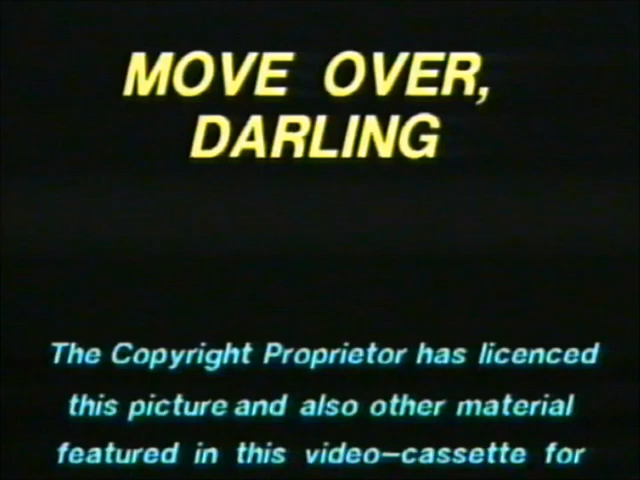 MOVE OVER,
DARLING
The Copyright Proprietor has licenced
this picture and also other material
featured in this video-cassette for